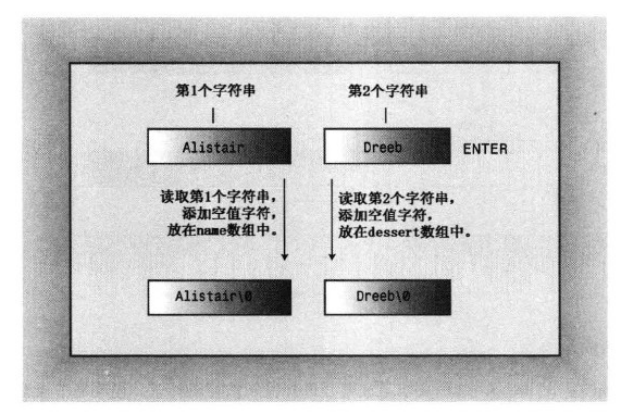 第1个字符串 第2个字符串
Alistair Dreeb ENTER
读取第1个字符串， 读取第2个字符串，
添加空值字符， 添加空值字符，
放在name数组中。 放在dessert数组中。
Alistair\0 Dreeb\0